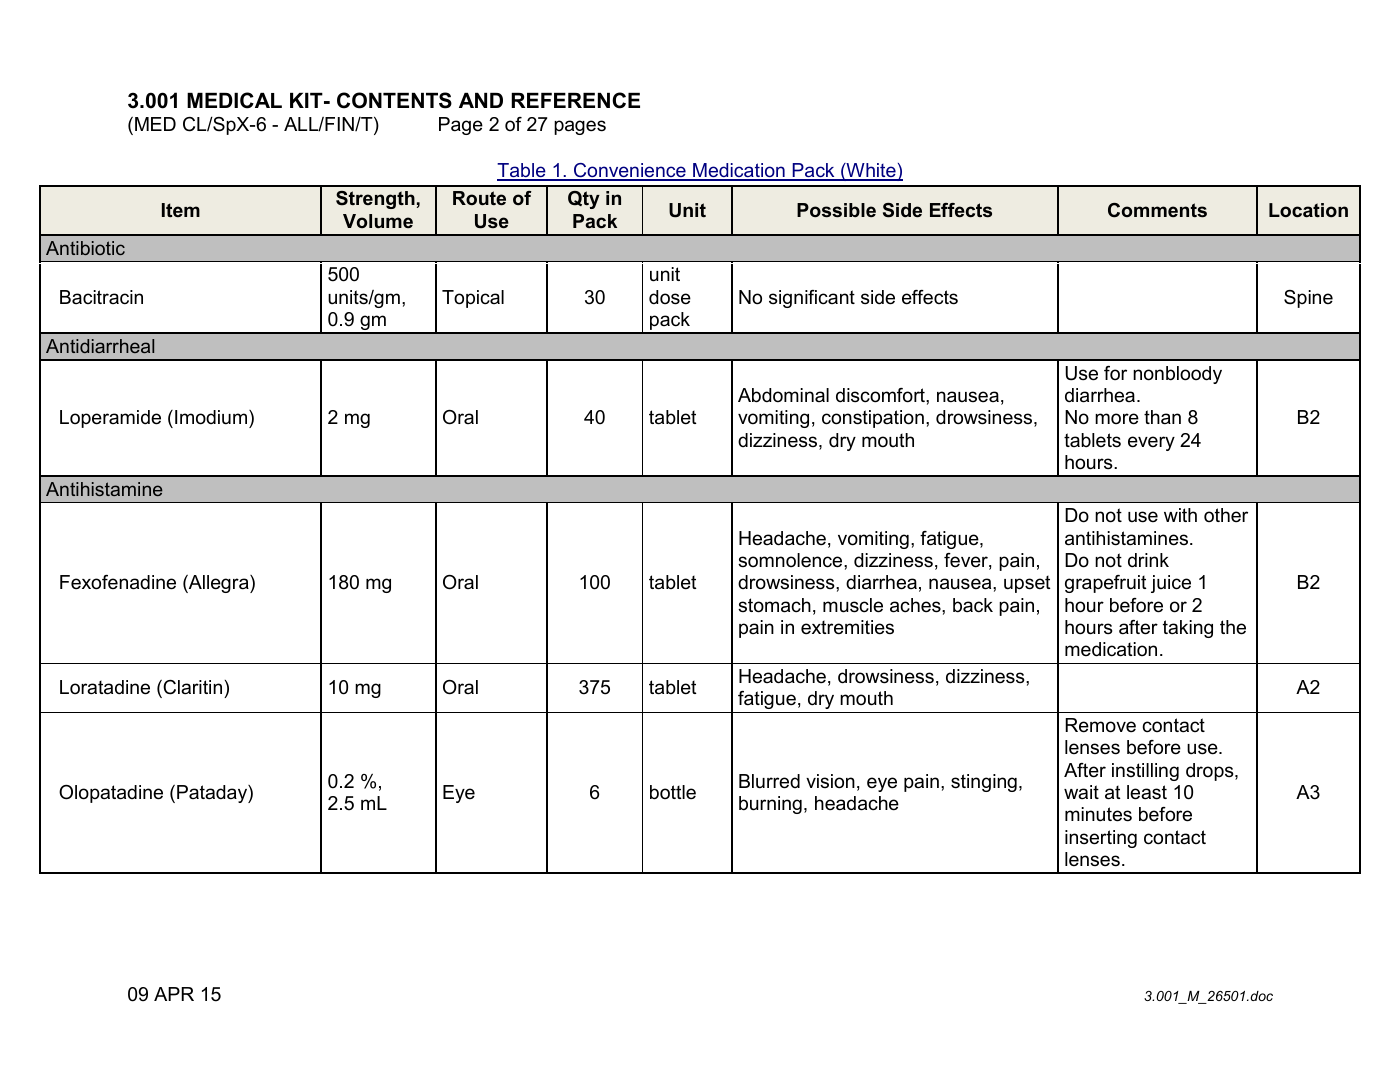 3.001 MEDICAL KIT- CONTENTS AND REFERENCE
(MED CL/SpX-6 - ALL/FIN/T) Page 2 of 27 pages
Table 1. Convenience Medication Pack (White)
Item
Strength,
Volume
Route of
Use
Qty in
Pack
Unit
Possible Side Effects
Comments
Location
Antibiotic
Bacitracin
500
units/gm,
0.9 gm
Topical
30
unit
dose
pack
No significant side effects
Spine
Antidiarrheal
Loperamide (Imodium)
2 mg
Oral
40
tablet
Abdominal discomfort, nausea,
vomiting, constipation, drowsiness,
dizziness, dry mouth
Use for nonbloody
diarrhea.
No more than 8
tablets every 24
hours.
B2
Antihistamine
Fexofenadine (Allegra)
180 mg
Oral
100
tablet
Headache, vomiting, fatigue,
somnolence, dizziness, fever, pain,
drowsiness, diarrhea, nausea, upset
stomach, muscle aches, back pain,
pain in extremities
Do not use with other
antihistamines.
Do not drink
grapefruit juice 1
hour before or 2
hours after taking the
medication.
B2
Loratadine (Claritin)
10 mg
Oral
375
tablet
Headache, drowsiness, dizziness,
fatigue, dry mouth
A2
Olopatadine (Pataday)
0.2 %,
2.5 mL
Eye
6
bottle
Blurred vision, eye pain, stinging,
burning, headache
Remove contact
lenses before use.
After instilling drops,
wait at least 10
minutes before
inserting contact
lenses.
A3
09 APR 15
3.001_M_26501.doc